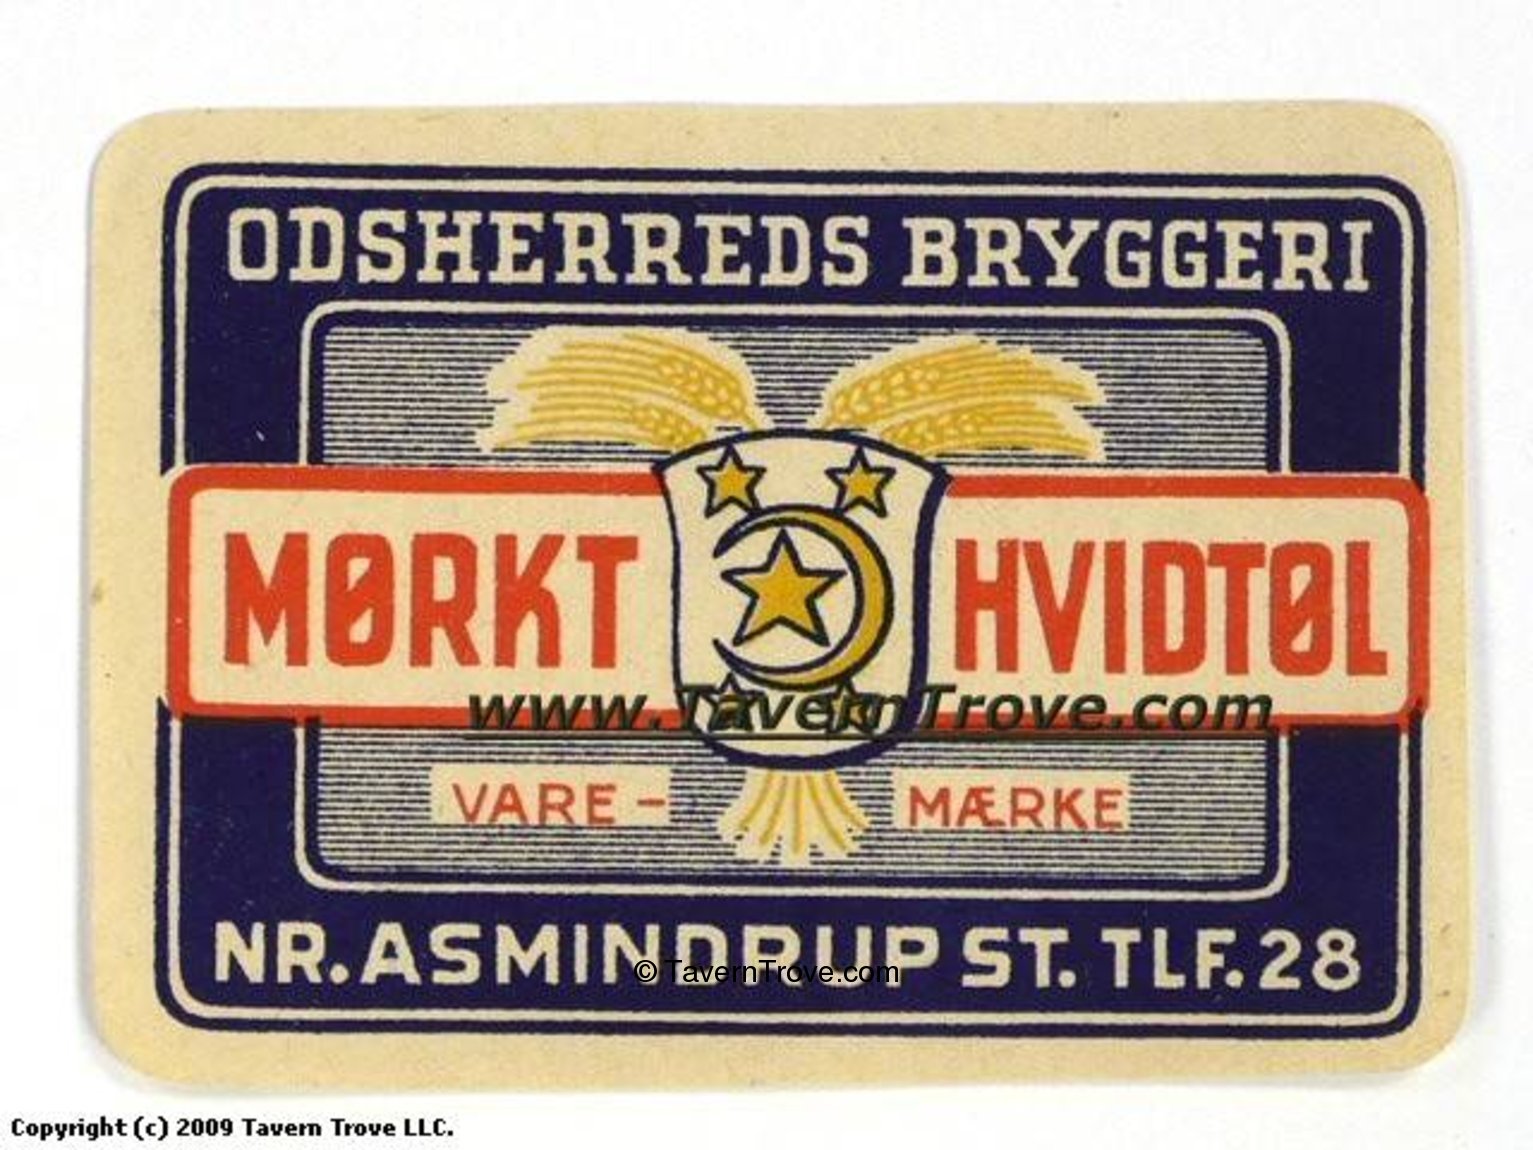 ODSHERREDS BRYGGERI
MØRKT HVIDTØL
www.TavernTrove.com
VARE - MÆRKE
NR. ASMINDRUP ST. TLF. 28
© TavernTrove.com
Copyright (c) 2009 Tavern Trove LLC.